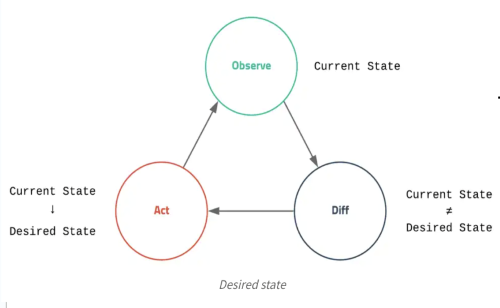 Observe
Current State
Current State
↓
Desired State
Act
Diff
Current State
≠
Desired State
Desired state